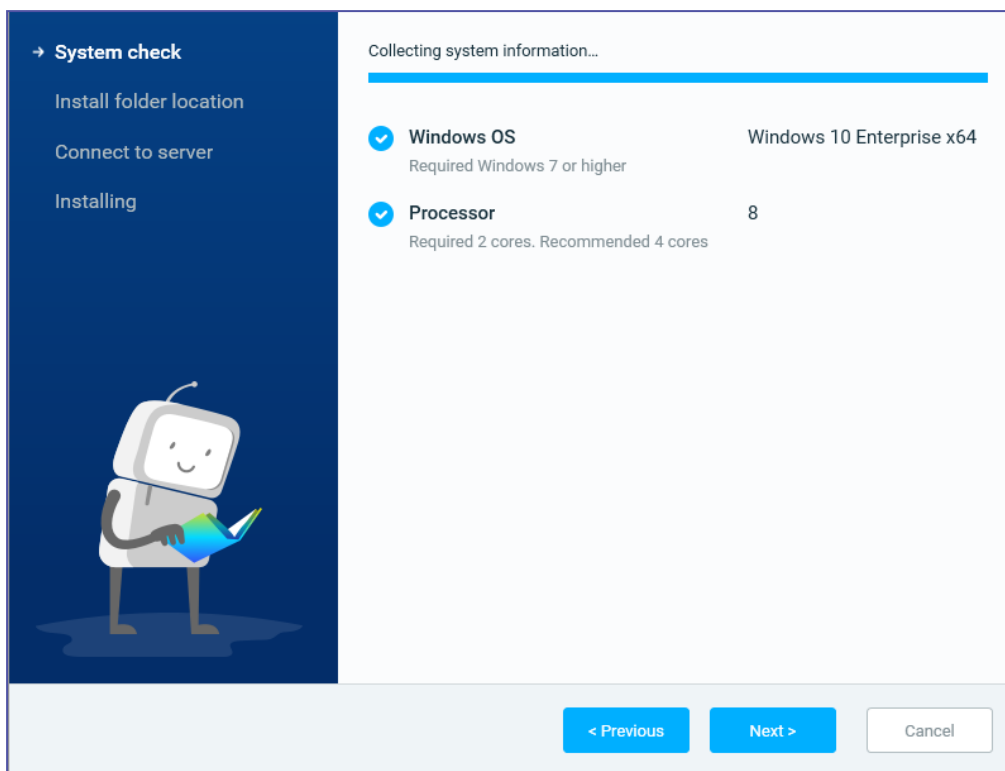 System check
Install folder location
Connect to server
Installing
Collecting system information...
Windows OS Windows 10 Enterprise x64
Required Windows 7 or higher
Processor 8
Required 2 cores. Recommended 4 cores
< Previous Next > Cancel